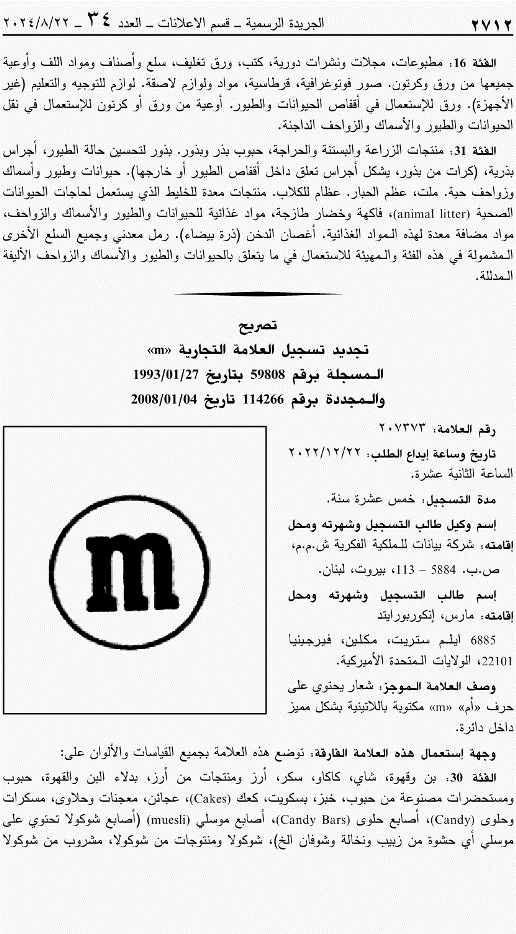 ٢٧١٢ الجريدة الرسمية ــ قسم الاعلانات ــ العدد ٣٤ ــ ٢٠٢٤/٨/٢٢
الفئة 16: مطبوعات، مجلات ونشرات دورية، كتب، ورق تغليف، سلع وأصناف ومواد اللف وأوعية
جميعها من ورق وكرتون. صور فوتوغرافية، قرطاسية، مواد ولوازم لاصقة. لوازم للتوجيه والتعليم (غير
الأجهزة). ورق للإستعمال في أقفاص الحيوانات والطيور. أوعية من ورق أو كرتون للإستعمال في نقل
الحيوانات والطيور والأسماك والزواحف الداجنة.
الفئة 31: منتجات الزراعة والبستنة والحراجة، حبوب بذر وبذور. بذور لتحسين حالة الطيور، أجراس
بذرية، (كرات من بذور، بشكل أجراس تعلق داخل أقفاص الطيور أو خارجها). حيوانات وطيور وأسماك
وزواحف حية. ملت، عظم الحبار. عظام للكلاب. منتجات معدة للخليط الذي يستعمل لحاجات الحيوانات
الصحية (animal litter)، فاكهة وخضار طازجة، مواد غذائية للحيوانات والطيور والأسماك والزواحف،
مواد مضافة معدة لهذه الـمواد الغذائية. أغصان الدخن (ذرة بيضاء). رمل معدني وجميع السلع الأخرى
الـمشمولة في هذه الفئة والـمهيئة للإستعمال في ما يتعلق بالحيوانات والطيور والأسماك والزواحف الأليفة
المدللة.
تصريح
تجديد تسجيل العلامة التجارية «m»
الـمسجلة برقم 59808 بتاريخ 1993/01/27
والـمجددة برقم 114266 تاريخ 2008/01/04
رقم العلامة: ٢٠٧٣٧٣
تاريخ وساعة إيداع الطلب: ٢٠٢٢/١٢/٢٢
الساعة الثانية عشرة.
مدة التسجيل: خمس عشرة سنة.
إسم وكيل طالب التسجيل وشهرته ومحل
إقامته: شركة بيانات للـملكية الفكرية ش.م.م،
ص.ب. 5884 – 113، بيروت، لبنان.
إسم طالب التسجيل وشهرته ومحل
إقامته: مارس، إنكوربورايتد
6885 ايلـم ستريت، مكلين، فيرجينيا
22101، الولايات الـمتحدة الأميركية.
وصف العلامة الـموجز: شعار يحتوي على
حرف «أم» «m» مكتوبة باللاتينية بشكل مميز
داخل دائرة.
m
وجهة إستعمال هذه العلامة الفارقة: توضع هذه العلامة بجميع القياسات والألوان على:
الفئة 30: بن وقهوة، شاي، كاكاو، سكر، أرز ومنتجات من أرز، بدلاء البن والقهوة، حبوب
ومستحضرات مصنوعة من حبوب، خبز، بسكويت، كعك (Cakes)، عجائن، معجنات وحلاوى، مسكرات
وحلوى (Candy)، أصابع حلوى (Candy Bars)، أصابع موسلي (muesli) (أصابع شوكولا تحتوي على
موسلي أي حشوة من زبيب ونخالة وشوفان الخ)، شوكولا ومنتوجات من شوكولا، مشروب من شوكولا